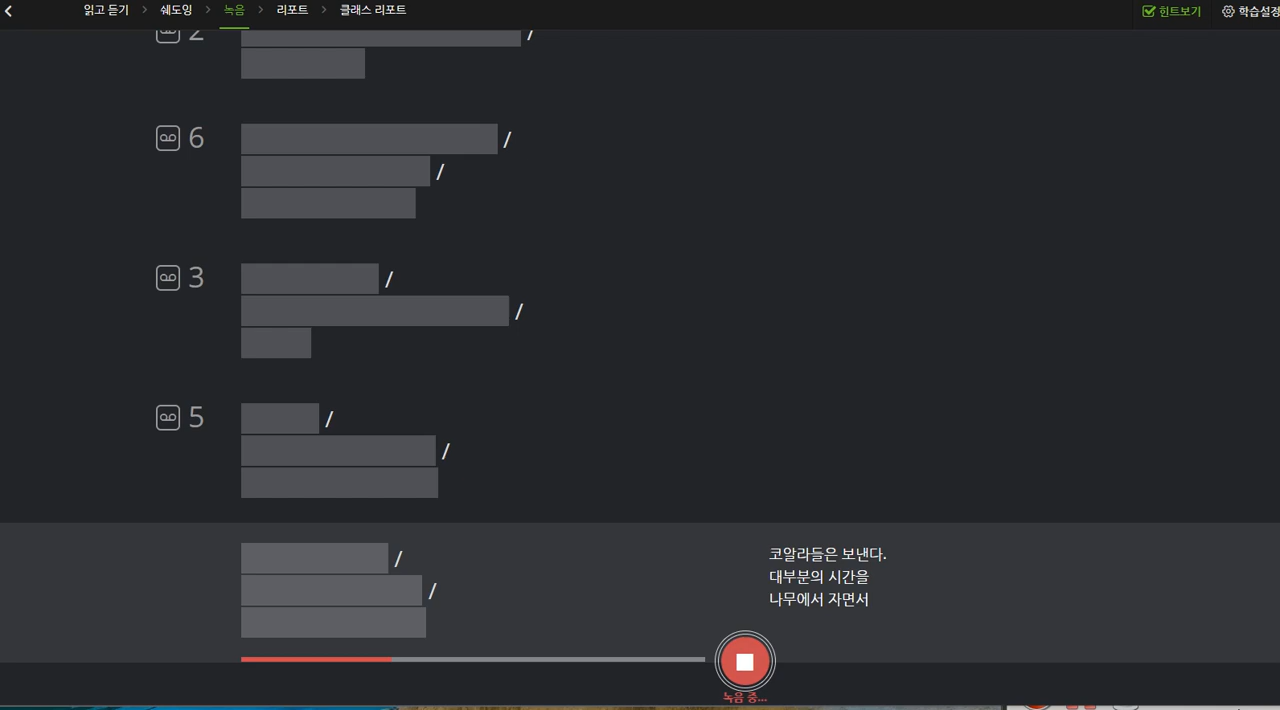 읽고 듣기 > 쉐도잉 > 녹음 > 리포트 > 클래스 리포트
힌트보기
학습설정
2
/
6
/
/
3
/
/
5
/
/
/
/
코알라들은 보낸다.
대부분의 시간을
나무에서 자면서
녹음 중...